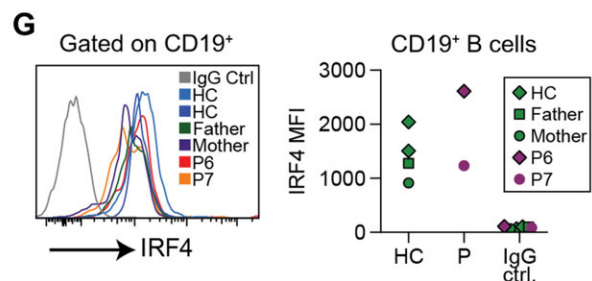 G
Gated on CD19⁺
IgG Ctrl
HC
HC
Father
Mother
P6
P7
IRF4
CD19⁺ B cells
IRF4 MFI
3000
2000
1000
0
HC
P
IgG
ctrl.
HC
Father
Mother
P6
P7